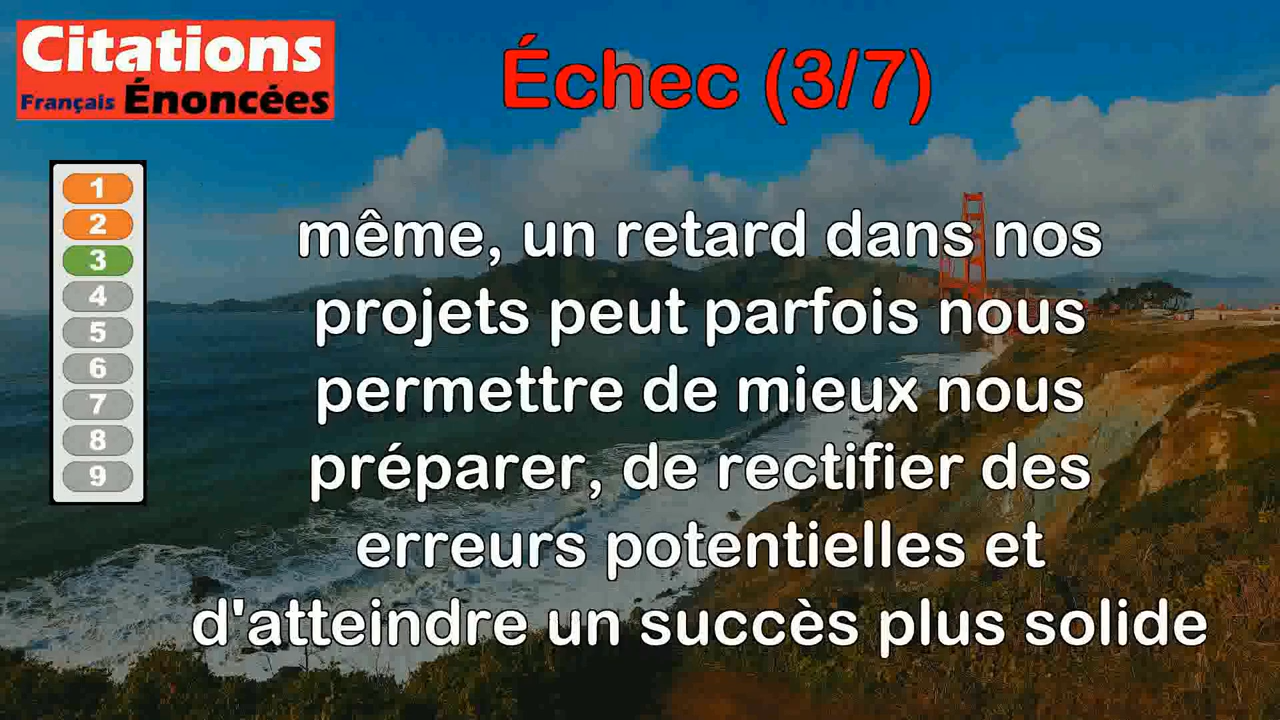 Citations
Français Énoncées
Échec (3/7)
1
2
3
4
5
6
7
8
9
même, un retard dans nos
projets peut parfois nous
permettre de mieux nous
préparer, de rectifier des
erreurs potentielles et
d'atteindre un succès plus solide